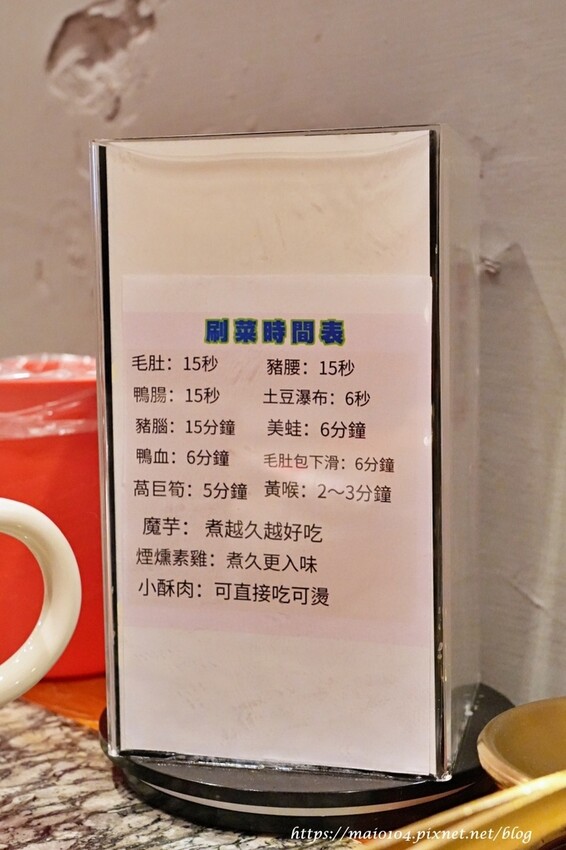 刷菜時間表
毛肚：15秒 豬腰：15秒
鴨腸：15秒 土豆瀑布：6秒
豬腦：15分鐘 美蛙：6分鐘
鴨血：6分鐘 毛肚包下滑：6分鐘
萵巨筍：5分鐘 黃喉：2～3分鐘
魔芋：煮越久越好吃
煙燻素雞：煮久更入味
小酥肉：可直接吃可燙
https://maio104.pixnet.net/blog